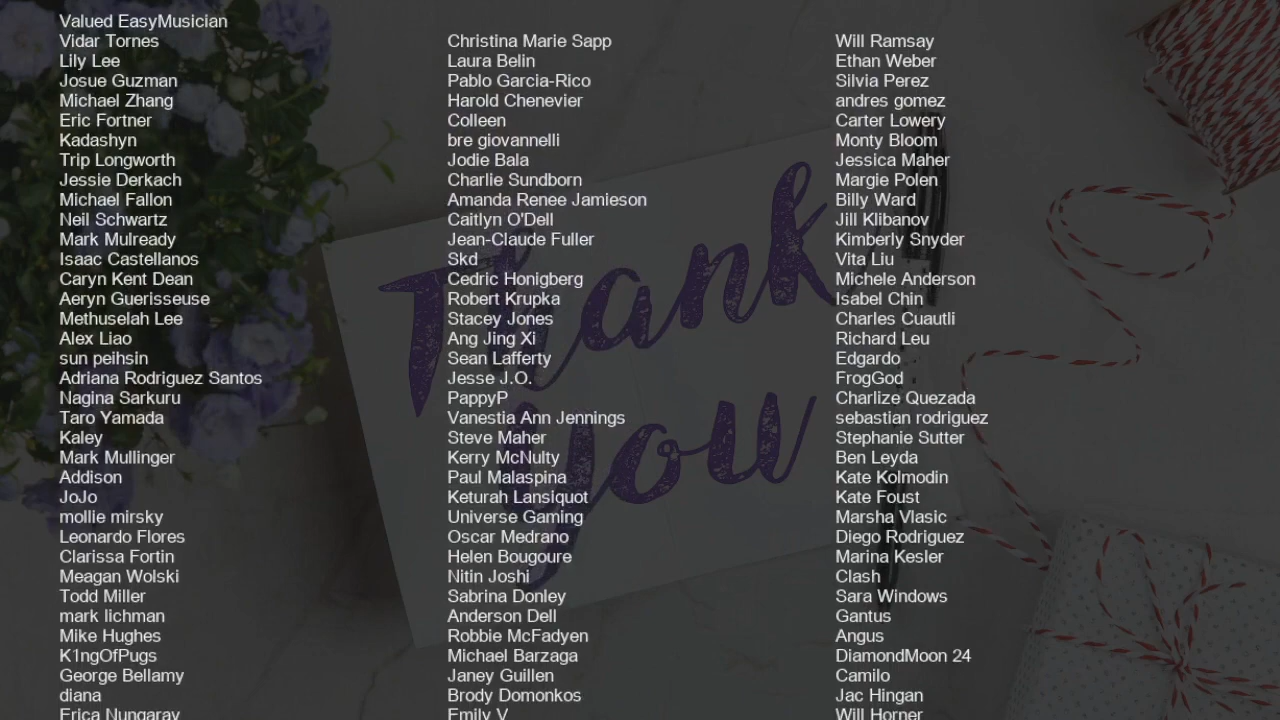 Valued EasyMusician
Vidar Tornes
Lily Lee
Josue Guzman
Michael Zhang
Eric Fortner
Kadashyn
Trip Longworth
Jessie Derkach
Michael Fallon
Neil Schwartz
Mark Mulready
Isaac Castellanos
Caryn Kent Dean
Aeryn Guerisseuse
Methuselah Lee
Alex Liao
sun peihsin
Adriana Rodriguez Santos
Nagina Sarkuru
Taro Yamada
Kaley
Mark Mullinger
Addison
JoJo
mollie mirsky
Leonardo Flores
Clarissa Fortin
Meagan Wolski
Todd Miller
mark lichman
Mike Hughes
K1ngOfPugs
George Bellamy
diana
Erica Nungaray
Christina Marie Sapp
Laura Belin
Pablo Garcia-Rico
Harold Chenevier
Colleen
bre giovannelli
Jodie Bala
Charlie Sundborn
Amanda Renee Jamieson
Caitlyn O'Dell
Jean-Claude Fuller
Skd
Cedric Honigberg
Robert Krupka
Stacey Jones
Ang Jing Xi
Sean Lafferty
Jesse J.O.
PappyP
Vanestia Ann Jennings
Steve Maher
Kerry McNulty
Paul Malaspina
Keturah Lansiquot
Universe Gaming
Oscar Medrano
Helen Bougoure
Nitin Joshi
Sabrina Donley
Anderson Dell
Robbie McFadyen
Michael Barzaga
Janey Guillen
Brody Domonkos
Emily V
Will Ramsay
Ethan Weber
Silvia Perez
andres gomez
Carter Lowery
Monty Bloom
Jessica Maher
Margie Polen
Billy Ward
Jill Klibanov
Kimberly Snyder
Vita Liu
Michele Anderson
Isabel Chin
Charles Cuautli
Richard Leu
Edgardo
FrogGod
Charlize Quezada
sebastian rodriguez
Stephanie Sutter
Ben Leyda
Kate Kolmodin
Kate Foust
Marsha Vlasic
Diego Rodriguez
Marina Kesler
Clash
Sara Windows
Gantus
Angus
DiamondMoon 24
Camilo
Jac Hingan
Will Horner
Thank
you